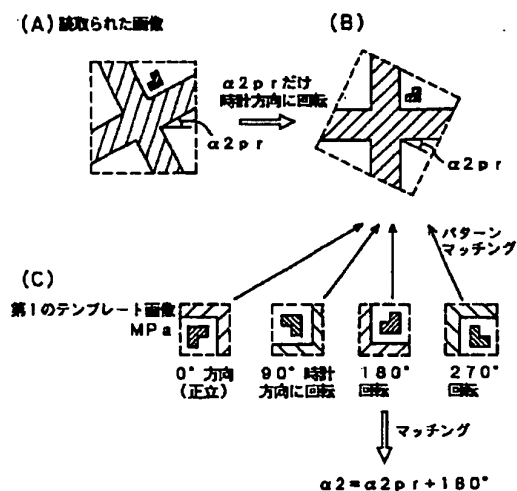 (A) 読取られた画像
(B)
α2prだけ
時計方向に回転
α2pr
α2pr
パターン
マッチング
(C)
第1のテンプレート画像
MPa
0°方向
(正立)
90°時計
方向に回転
180°
回転
270°
回転
マッチング
α2=α2pr+180°